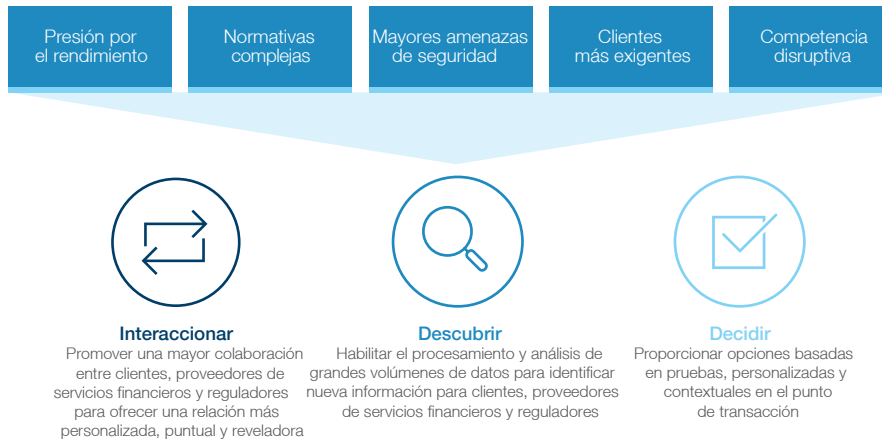 Presión por
el rendimiento
Normativas
complejas
Mayores amenazas
de seguridad
Clientes
más exigentes
Competencia
disruptiva
Interaccionar
Promover una mayor colaboración
entre clientes, proveedores de
servicios financieros y reguladores
para ofrecer una relación más
personalizada, puntual y reveladora
Descubrir
Habilitar el procesamiento y análisis de
grandes volúmenes de datos para identificar
nueva información para clientes, proveedores
de servicios financieros y reguladores
Decidir
Proporcionar opciones basadas
en pruebas, personalizadas y
contextuales en el punto
de transacción